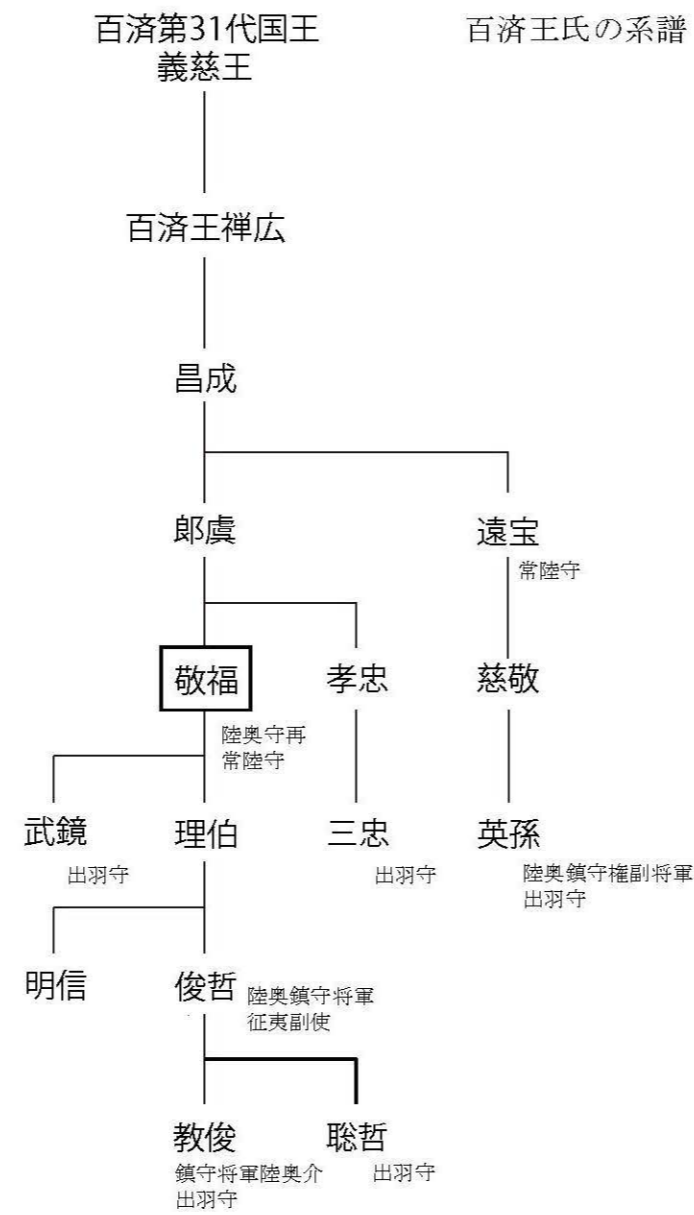 百済第31代国王
義慈王
百済王氏の系譜
百済王禅広
昌成
郎虞
遠宝
常陸守
敬福
孝忠
慈敬
陸奥守再
常陸守
武鏡
理伯
三忠
英孫
出羽守
出羽守
陸奥鎮守権副将軍
出羽守
明信
俊哲
陸奥鎮守将軍
征夷副使
教俊
聡哲
鎮守将軍陸奥介
出羽守
出羽守